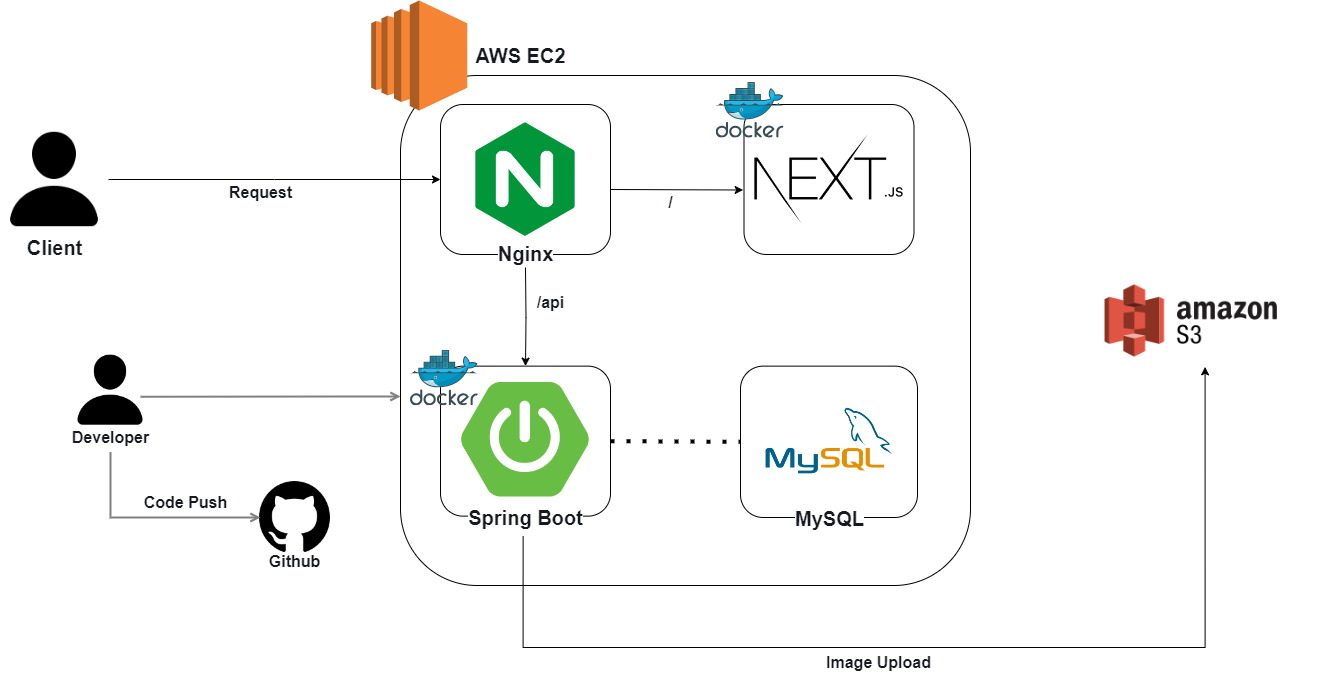 AWS EC2
docker
NEXT.JS
Request
/
Client
Nginx
/api
amazon
S3
docker
Developer
MySQL
Code Push
Spring Boot
MySQL
Github
Image Upload